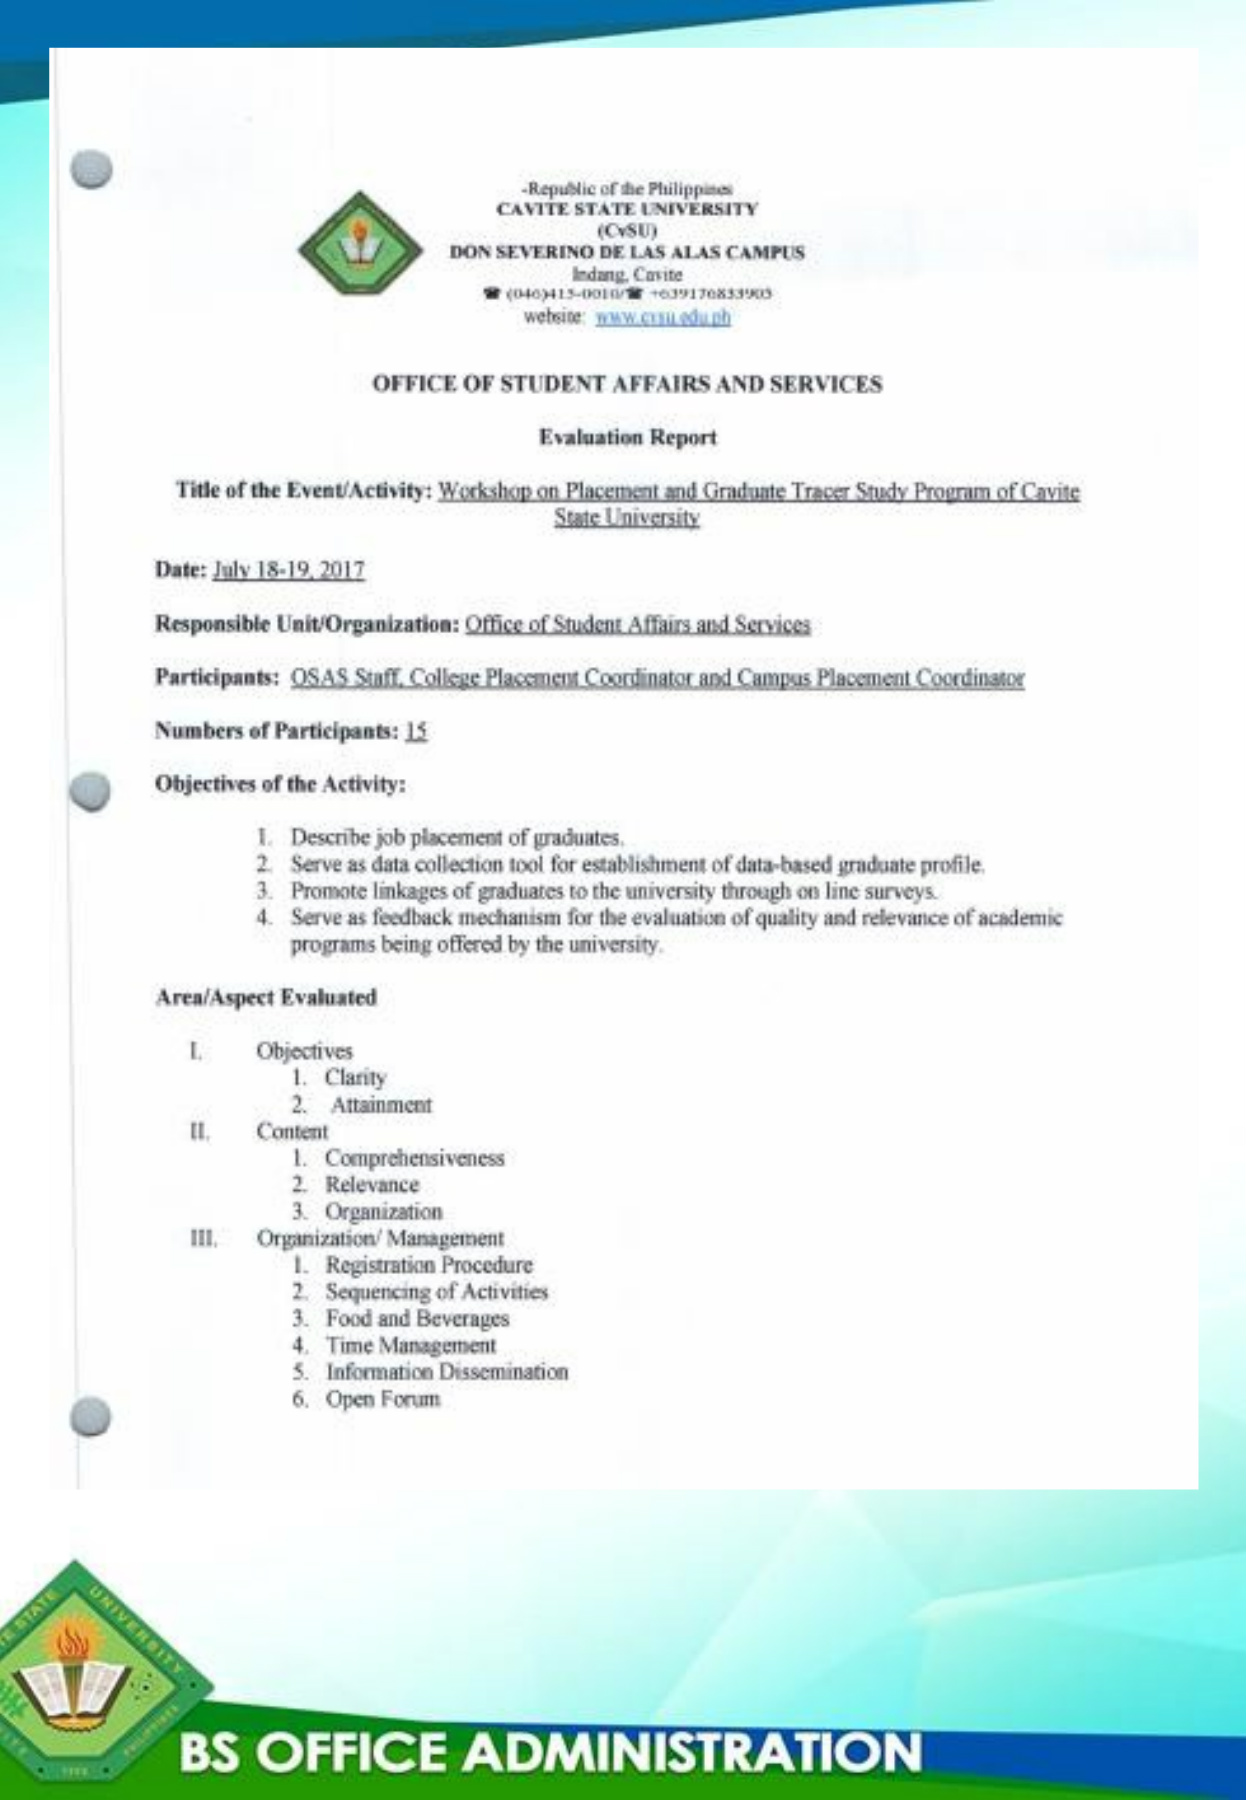 -Republic of the Philippines
CAVITE STATE UNIVERSITY
(CvSU)
DON SEVERINO DE LAS ALAS CAMPUS
Indang, Cavite
☎ (046)415-0010/☎ +639176833903
website: www.cvsu.edu.ph
OFFICE OF STUDENT AFFAIRS AND SERVICES
Evaluation Report
Title of the Event/Activity: Workshop on Placement and Graduate Tracer Study Program of Cavite
State University
Date: July 18-19, 2017
Responsible Unit/Organization: Office of Student Affairs and Services
Participants: OSAS Staff, College Placement Coordinator and Campus Placement Coordinator
Numbers of Participants: 15
Objectives of the Activity:
1. Describe job placement of graduates.
2. Serve as data collection tool for establishment of data-based graduate profile.
3. Promote linkages of graduates to the university through on line surveys.
4. Serve as feedback mechanism for the evaluation of quality and relevance of academic
programs being offered by the university.
Area/Aspect Evaluated
I. Objectives
1. Clarity
2. Attainment
II. Content
1. Comprehensiveness
2. Relevance
3. Organization
III. Organization/ Management
1. Registration Procedure
2. Sequencing of Activities
3. Food and Beverages
4. Time Management
5. Information Dissemination
6. Open Forum
STATE UNIVERSITY
PHILIPPINES
BS OFFICE ADMINISTRATION